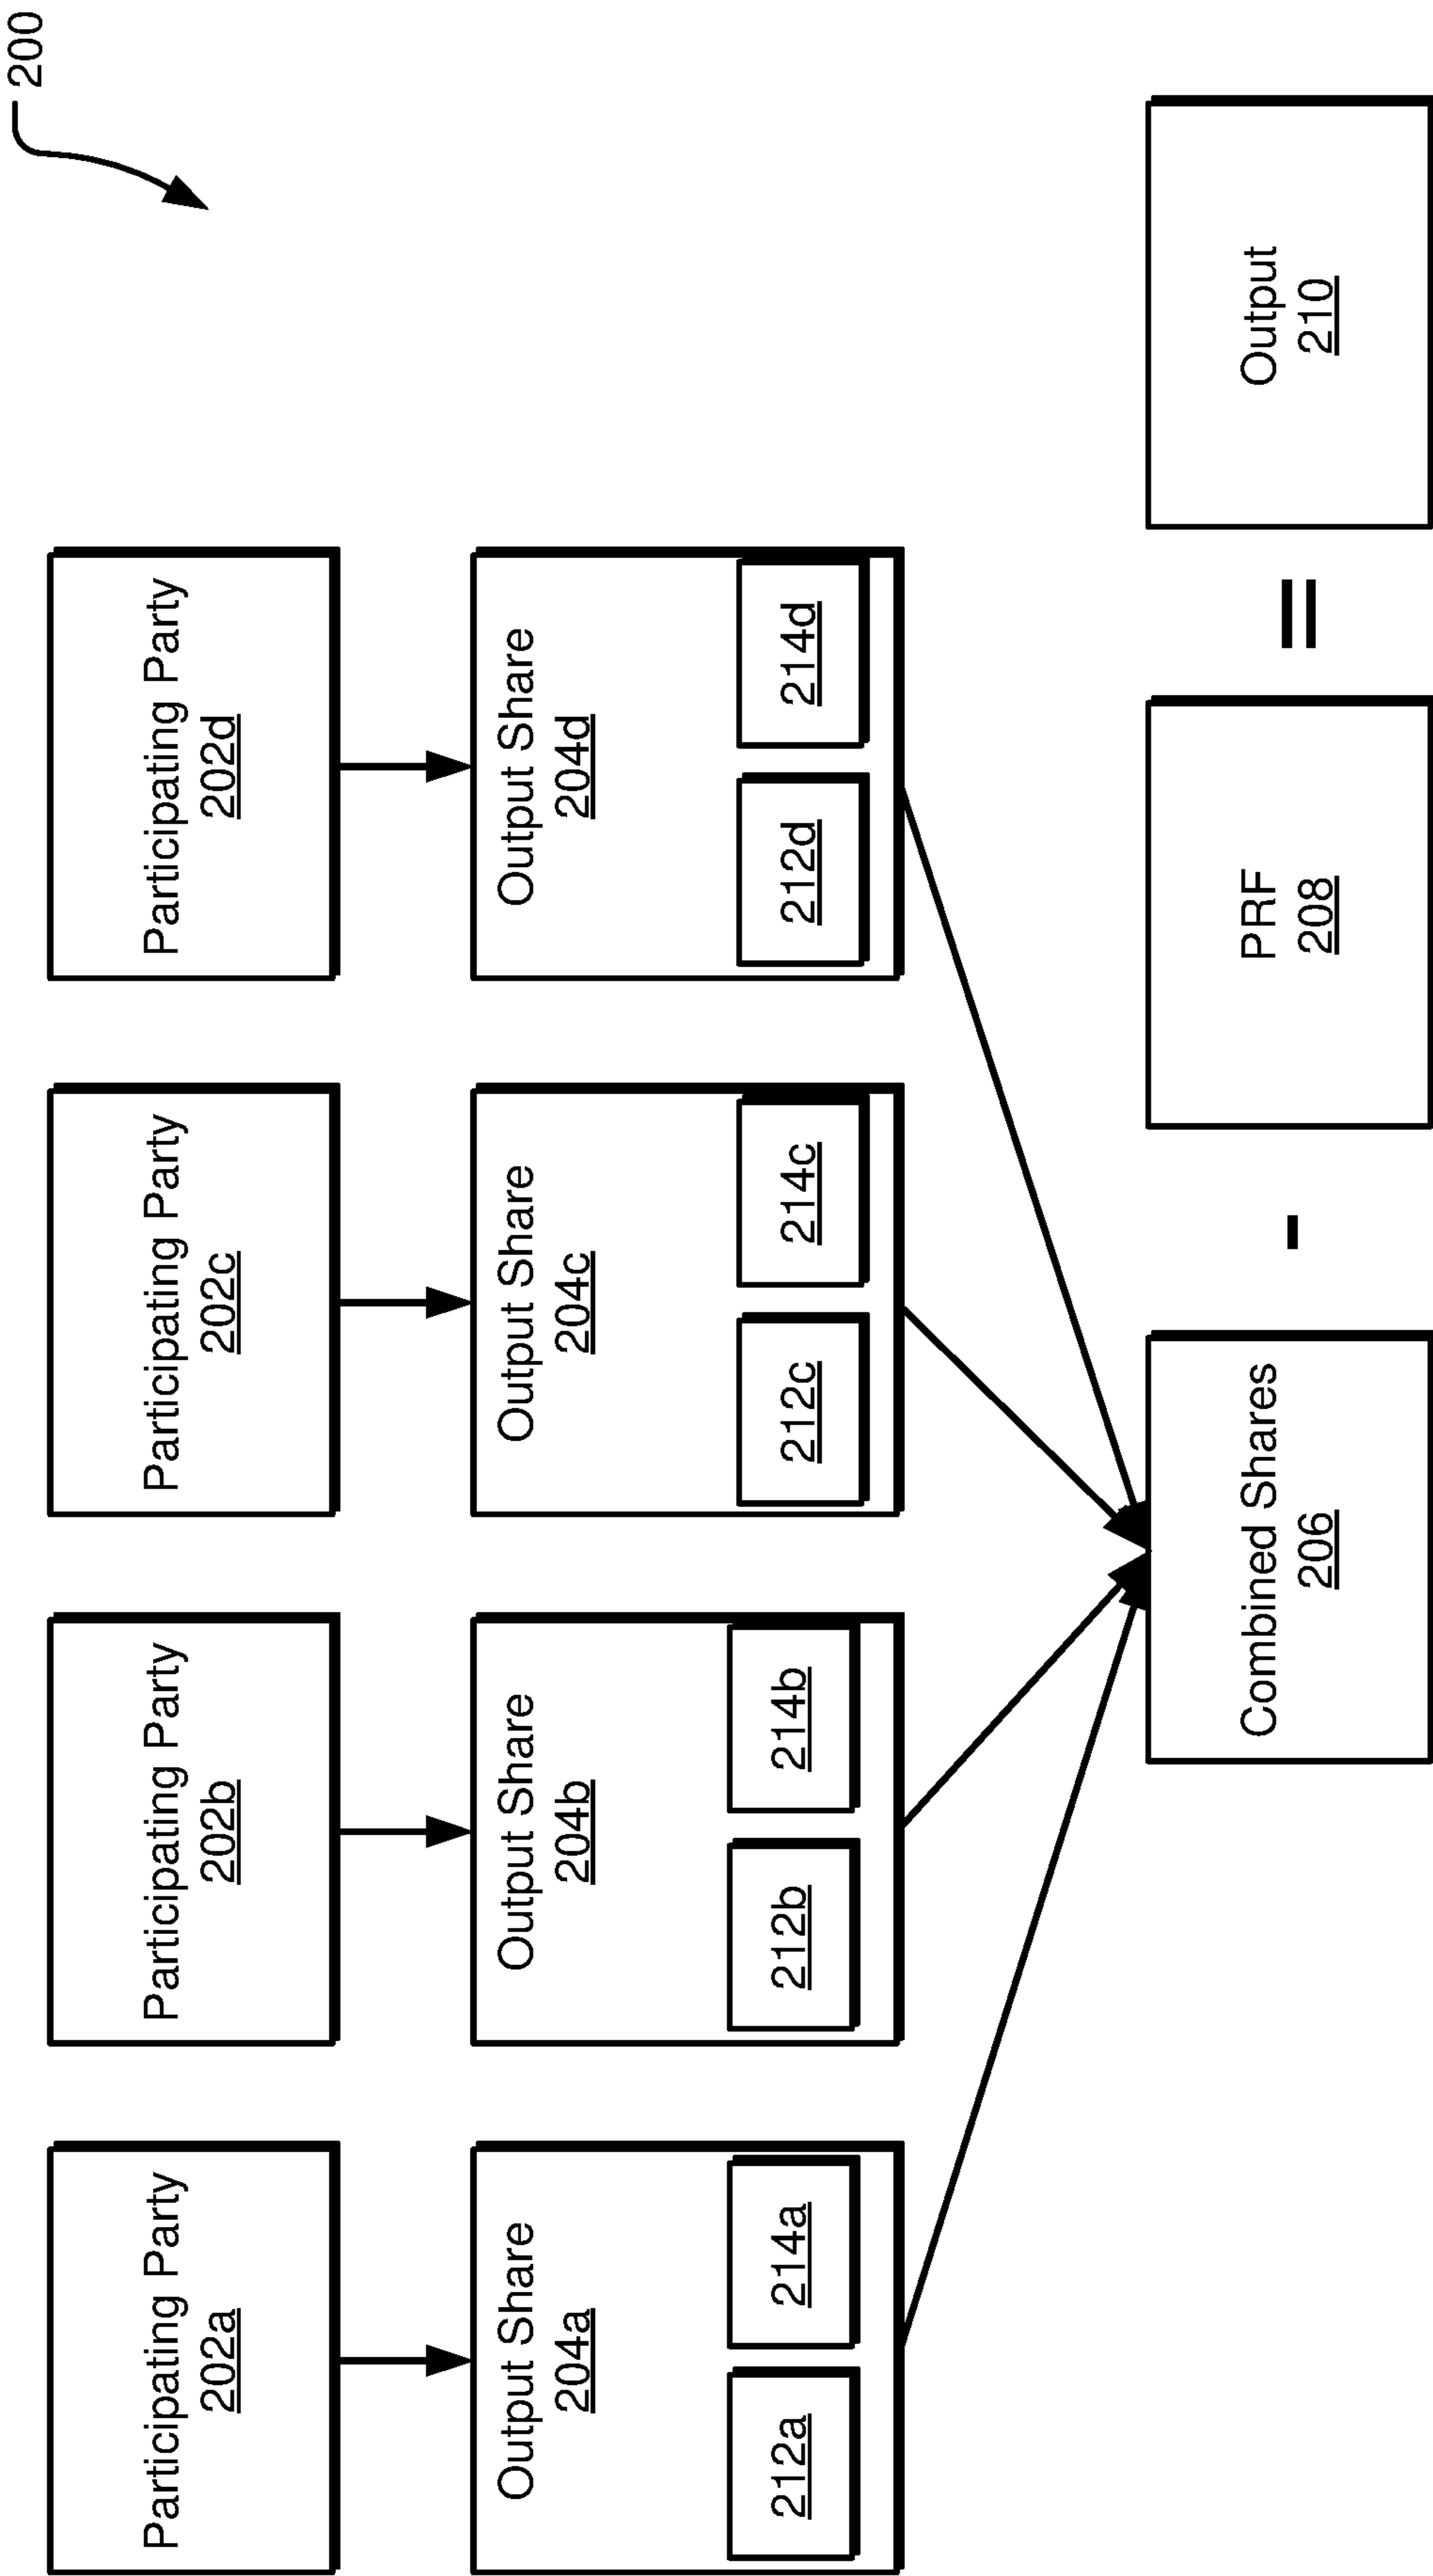 200
Participating Party
202a
Participating Party
202b
Participating Party
202c
Participating Party
202d
Output Share
204a
212a
214a
Output Share
204b
212b
214b
Output Share
204c
212c
214c
Output Share
204d
212d
214d
Combined Shares
206
-
PRF
208
=
Output
210